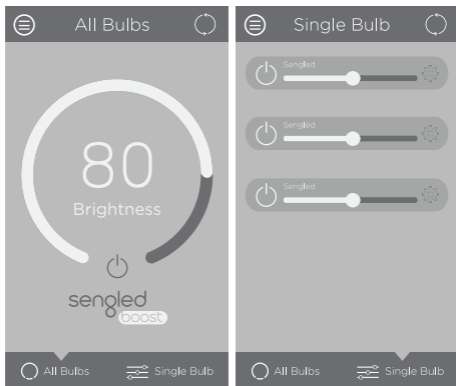 All Bulbs
80
Brightness
sengled
boost
All Bulbs
Single Bulb
Single Bulb
Sengled
Sengled
Sengled
All Bulbs
Single Bulb